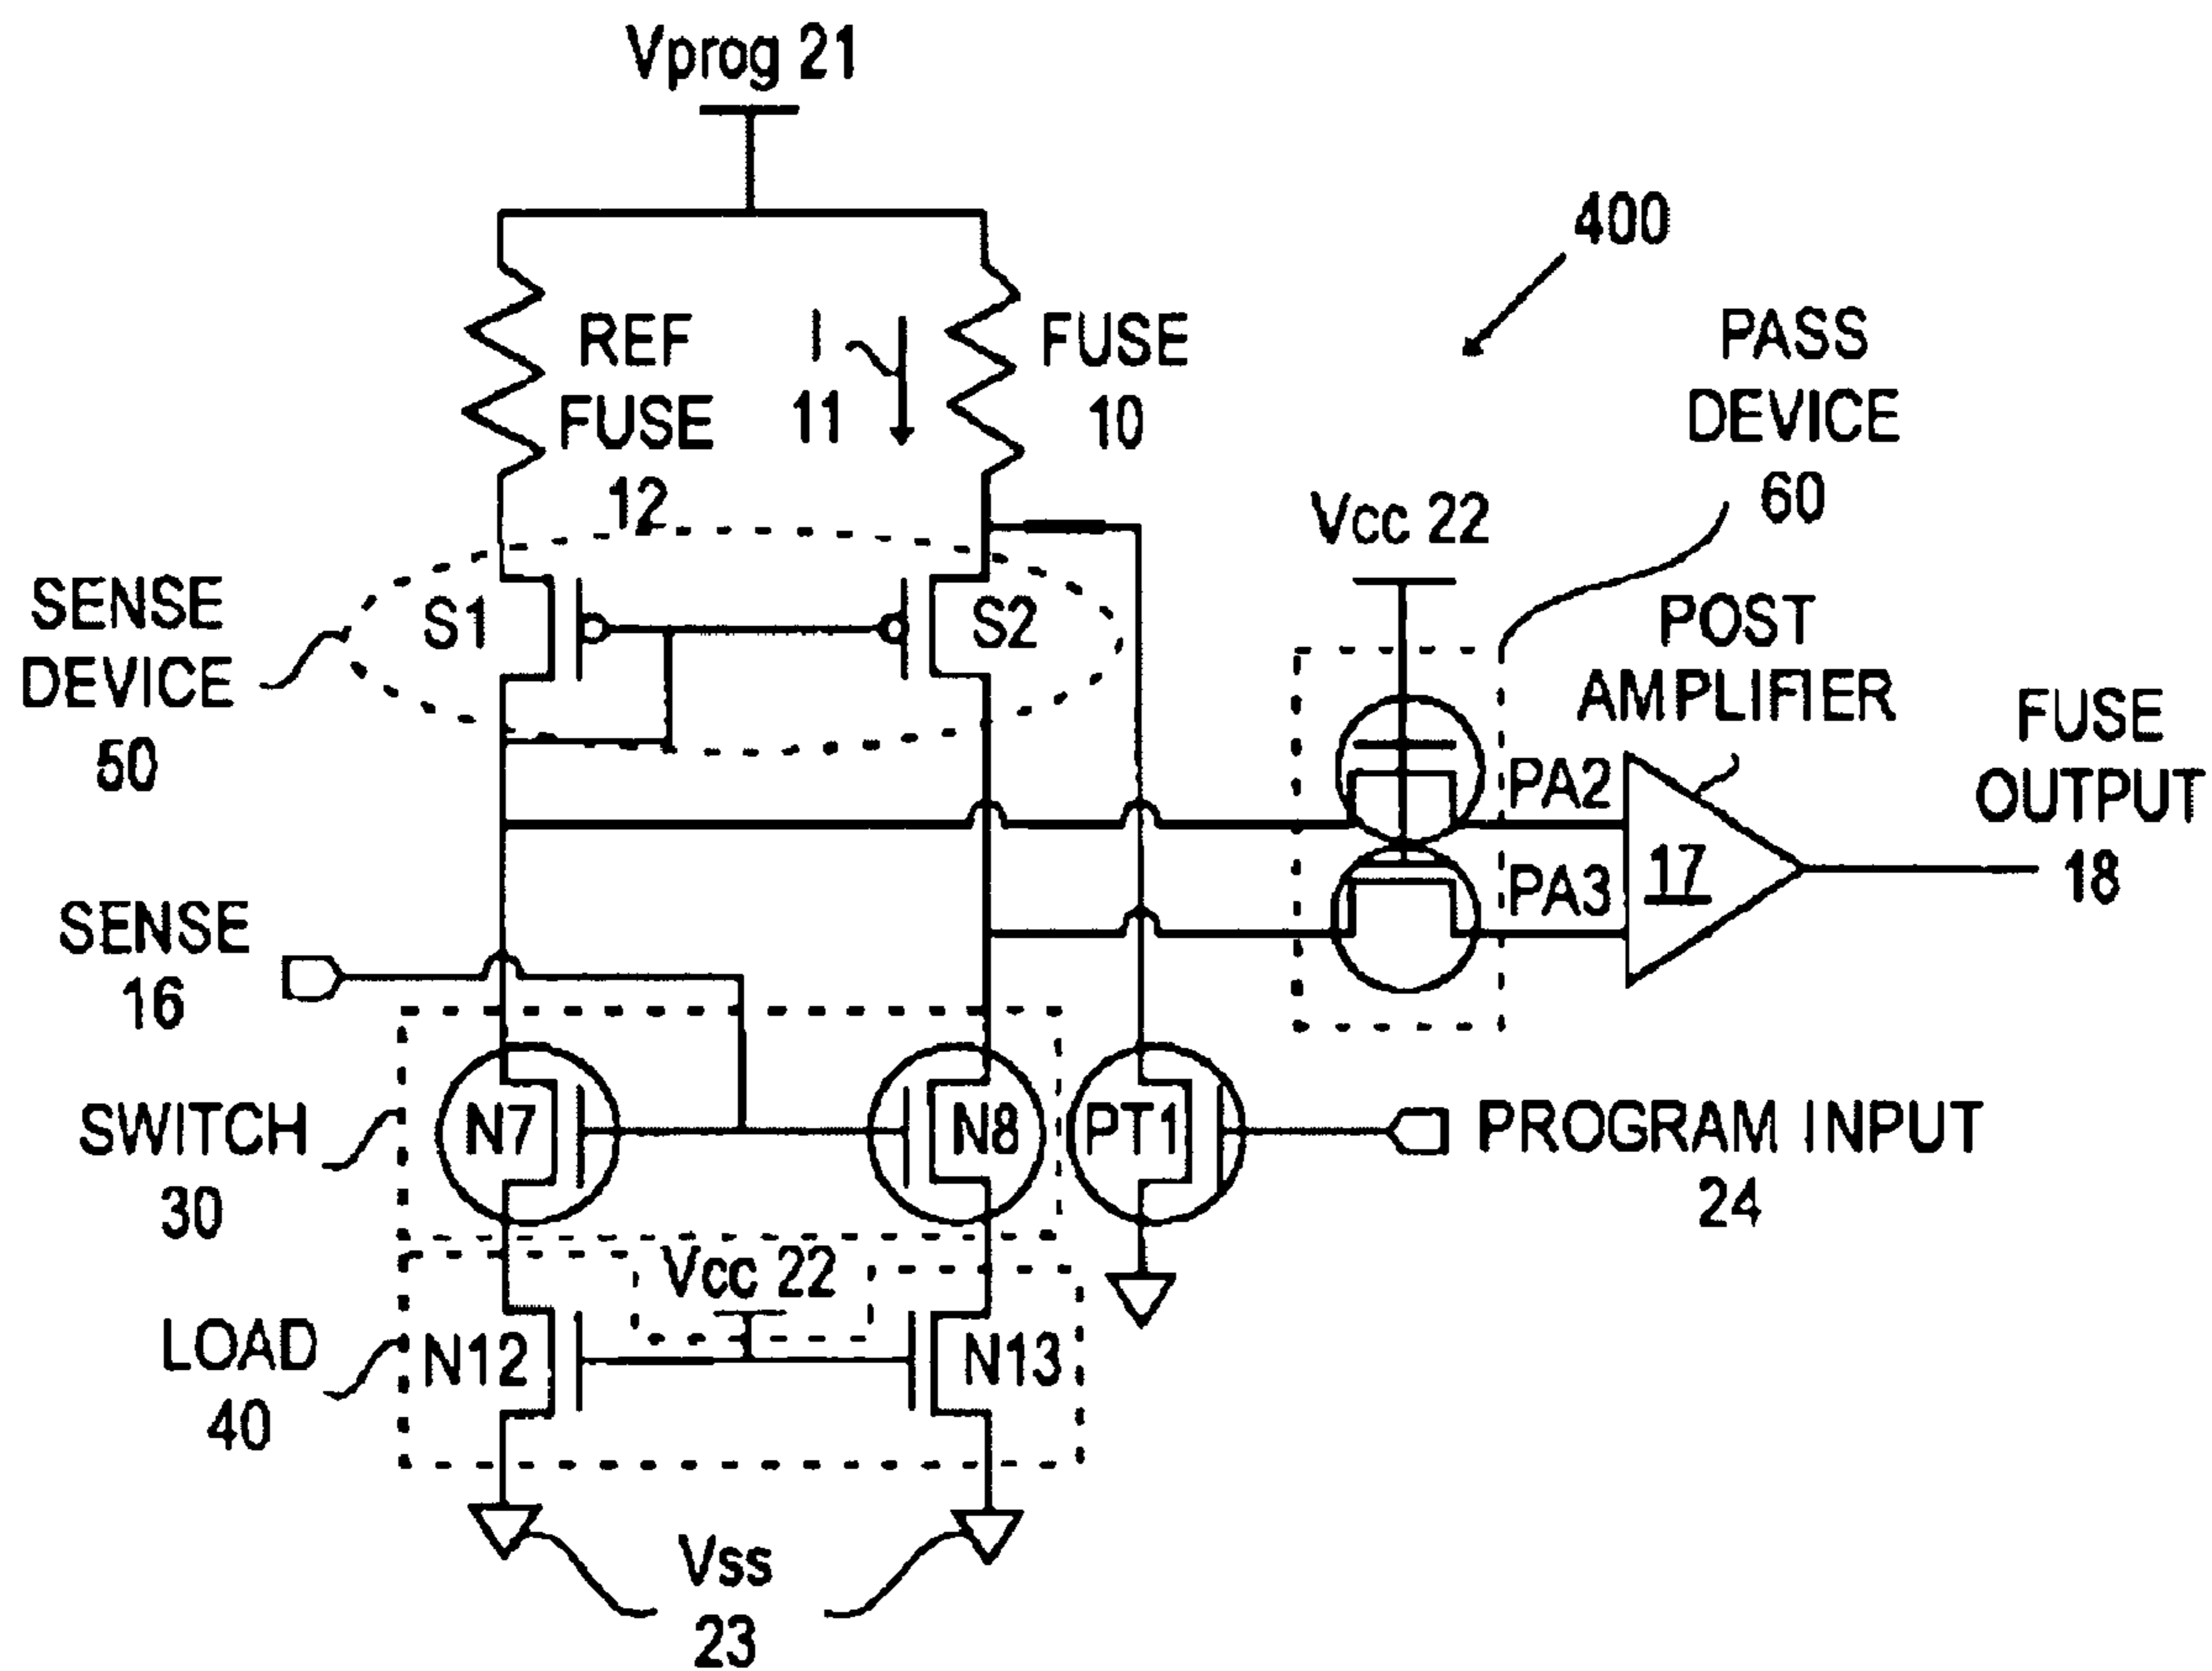 Vprog 21
400
REF
FUSE
12
I
11
FUSE
10
PASS
DEVICE
60
Vcc 22
SENSE
DEVICE
50
S1
S2
POST
AMPLIFIER
17
FUSE
OUTPUT
18
PA2
PA3
SENSE
16
SWITCH
30
N7
N8
PT1
PROGRAM INPUT
24
Vcc 22
LOAD
40
N12
N13
Vss
23